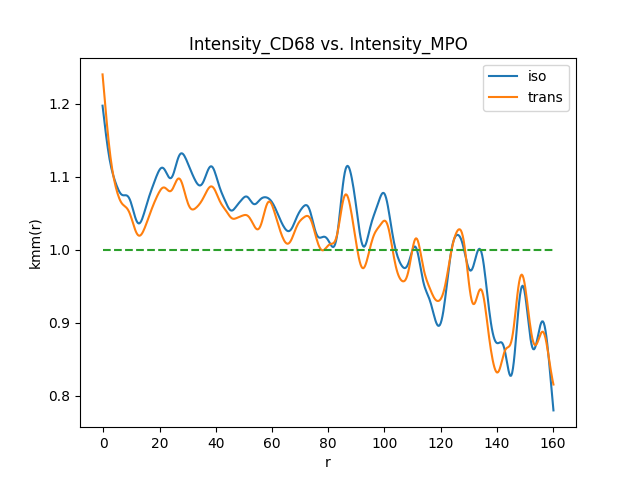 Intensity_CD68 vs. Intensity_MPO
iso
trans
kmm(r)
1.2
1.1
1.0
0.9
0.8
0 20 40 60 80 100 120 140 160
r